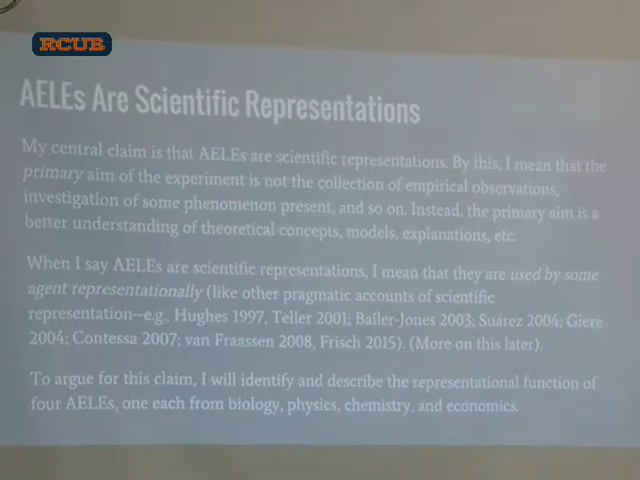 RCUB
AELEs Are Scientific Representations
My central claim is that AELEs are scientific representations. By this, I mean that the
primary aim of the experiment is not the collection of empirical observations,
investigation of some phenomenon present, and so on. Instead, the primary aim is a
better understanding of theoretical concepts, models, explanations, etc.
When I say AELEs are scientific representations, I mean that they are used by some
agent representationally (like other pragmatic accounts of scientific
representation--e.g., Hughes 1997, Teller 2001; Bailer-Jones 2003; Suárez 2004; Giere
2004; Contessa 2007; van Fraassen 2008, Frisch 2015). (More on this later).
To argue for this claim, I will identify and describe the representational function of
four AELEs, one each from biology, physics, chemistry, and economics.